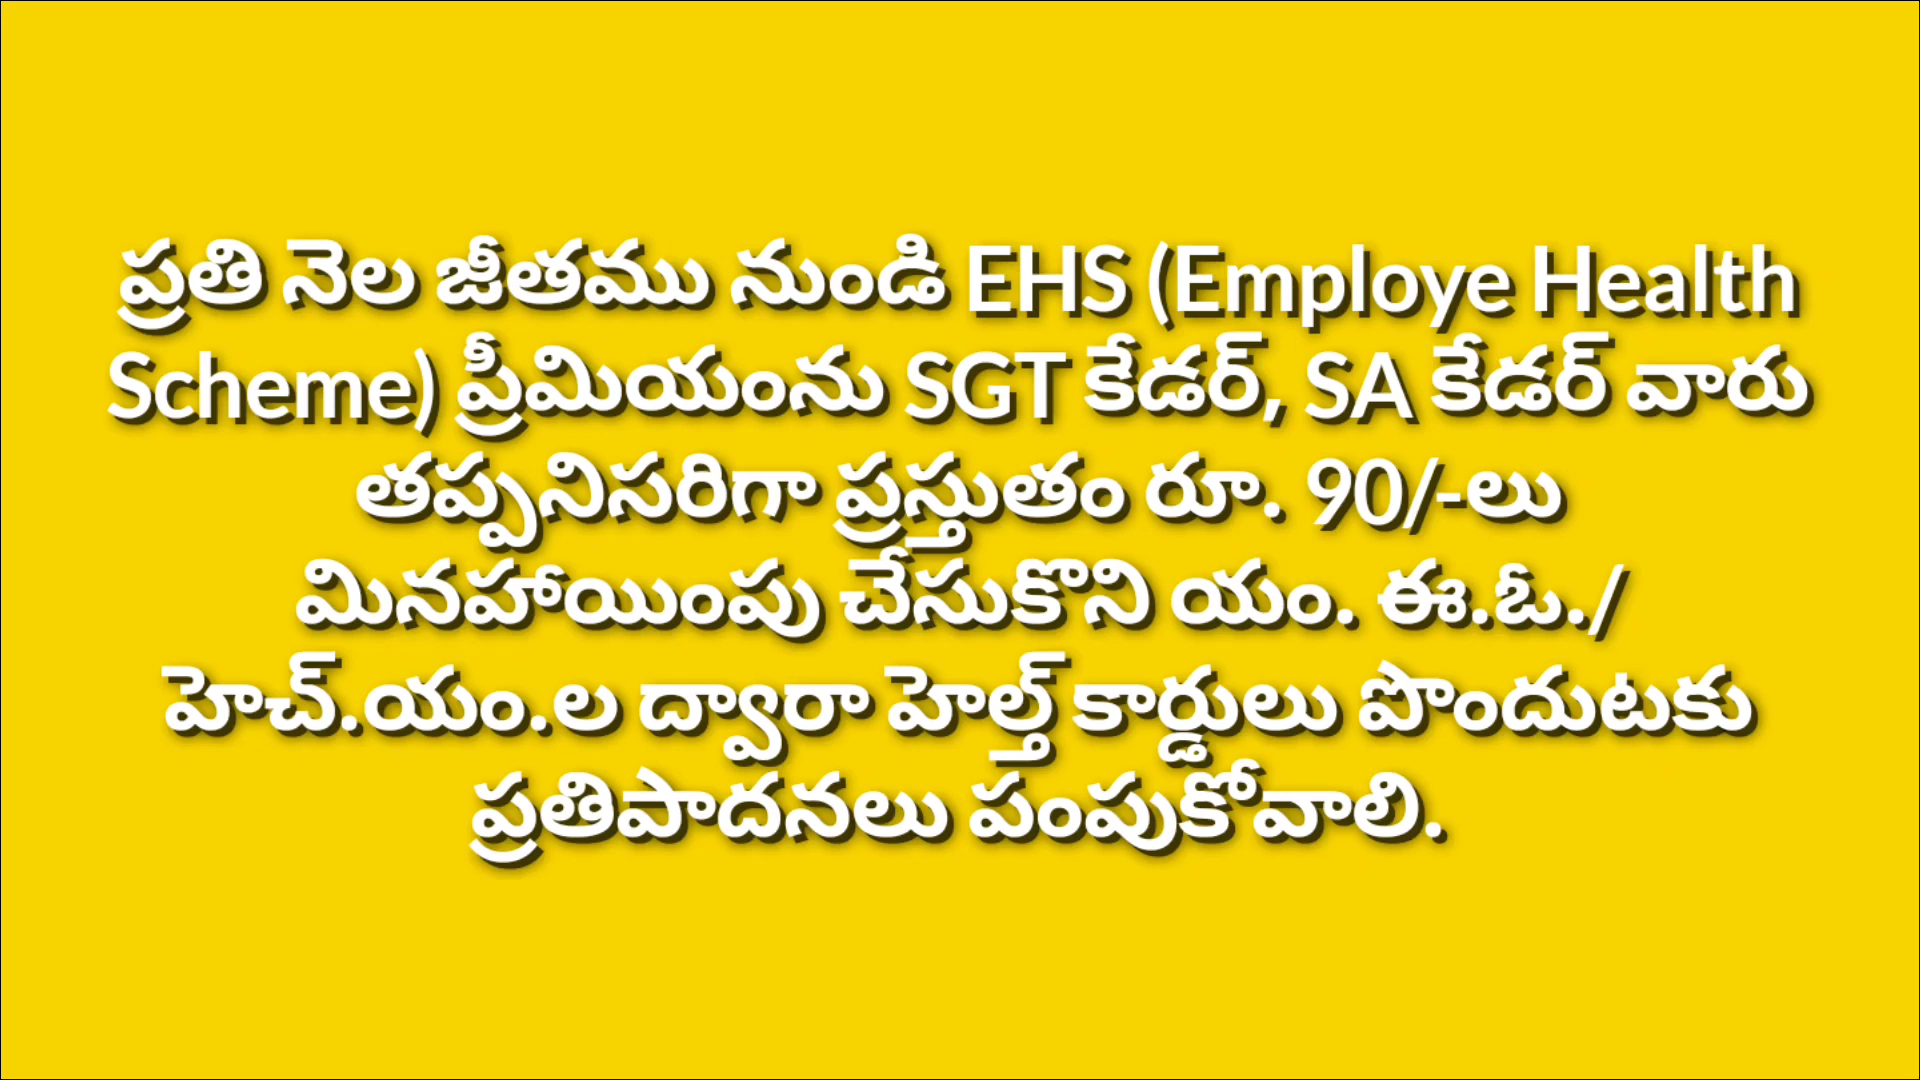 ప్రతి నెల జీతము నుండి EHS (Employe Health
Scheme) ప్రీమియంను SGT కేడర్, SA కేడర్ వారు
తప్పనిసరిగా ప్రస్తుతం రూ. 90/-లు
మినహాయింపు చేసుకొని యం. ఈ.ఓ./
హెచ్.యం.ల ద్వారా హెల్త్ కార్డులు పొందుటకు
ప్రతిపాదనలు పంపుకోవాలి.